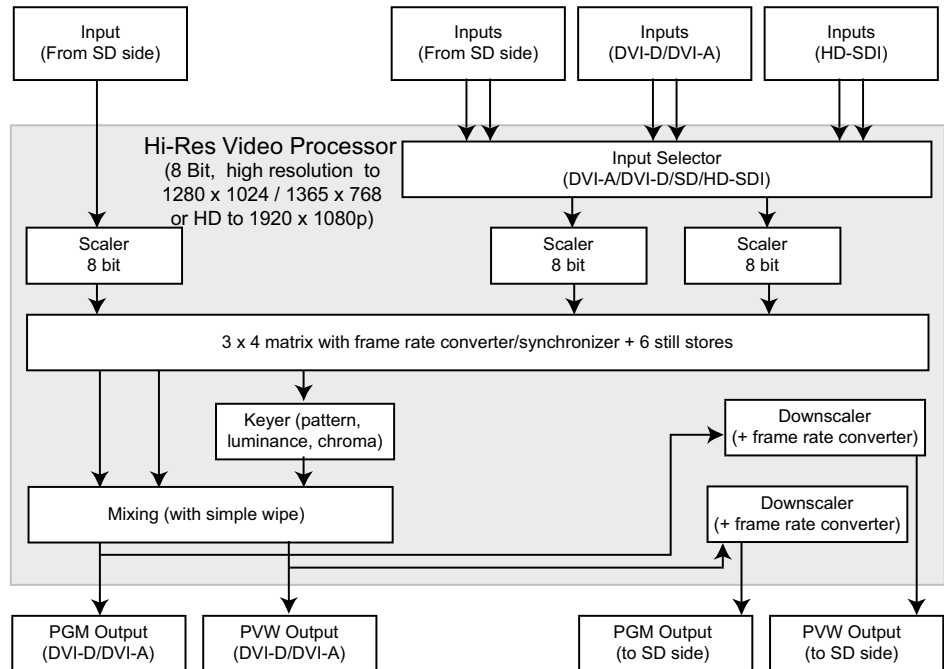 Input
(From SD side)
Inputs
(From SD side)
Inputs
(DVI-D/DVI-A)
Inputs
(HD-SDI)
Hi-Res Video Processor
(8 Bit, high resolution to
1280 x 1024 / 1365 x 768
or HD to 1920 x 1080p)
Input Selector
(DVI-A/DVI-D/SD/HD-SDI)
Scaler
8 bit
Scaler
8 bit
Scaler
8 bit
3 x 4 matrix with frame rate converter/synchronizer + 6 still stores
Keyer (pattern,
luminance, chroma)
Downscaler
(+ frame rate converter)
Mixing (with simple wipe)
Downscaler
(+ frame rate converter)
PGM Output
(DVI-D/DVI-A)
PVW Output
(DVI-D/DVI-A)
PGM Output
(to SD side)
PVW Output
(to SD side)